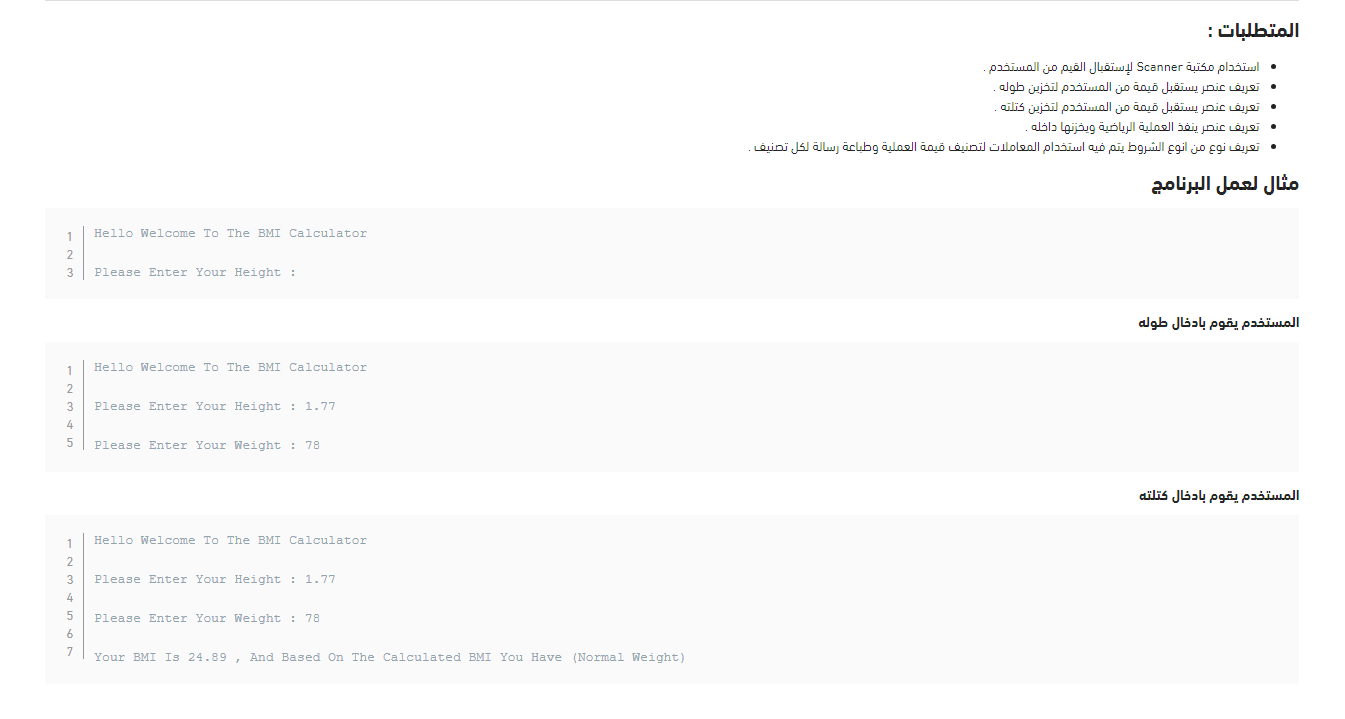 المتطلبات :
استخدام مكتبة Scanner لإستقبال القيم من المستخدم .
تعريف عنصر يستقبل قيمة من المستخدم لتخزين طوله .
تعريف عنصر يستقبل قيمة من المستخدم لتخزين كتلته .
تعريف عنصر ينفذ العملية الرياضية ويخزنها داخله .
تعريف نوع من انوع الشروط يتم فيه استخدام المعاملات لتصنيف قيمة العملية وطباعة رسالة لكل تصنيف .
مثال لعمل البرنامج
1 Hello Welcome To The BMI Calculator
2
3 Please Enter Your Height :
المستخدم يقوم بادخال طوله
1 Hello Welcome To The BMI Calculator
2
3 Please Enter Your Height : 1.77
4
5 Please Enter Your Weight : 78
المستخدم يقوم بادخال كتلته
1 Hello Welcome To The BMI Calculator
2
3 Please Enter Your Height : 1.77
4
5 Please Enter Your Weight : 78
6
7 Your BMI Is 24.89 , And Based On The Calculated BMI You Have (Normal Weight)